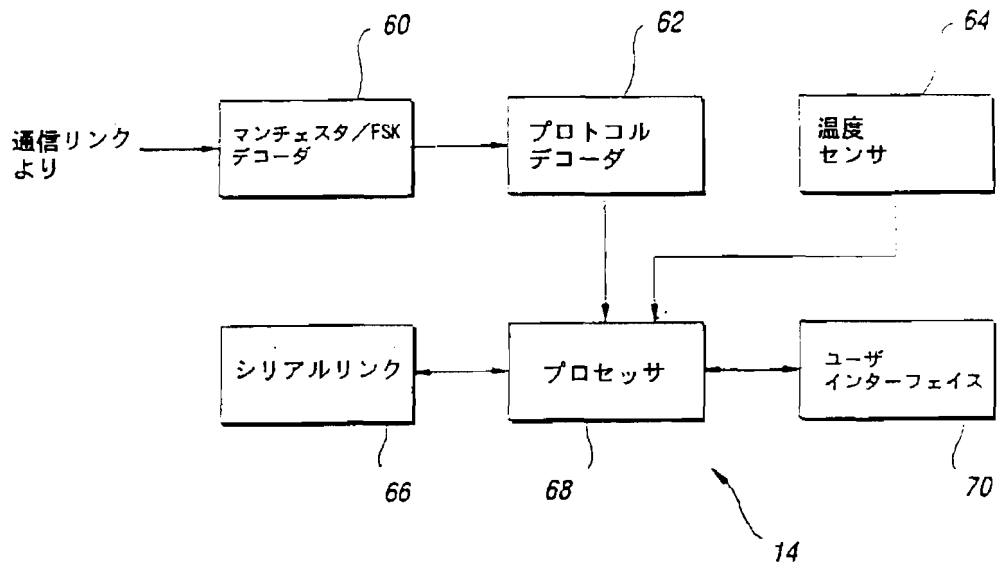 60
62
64
通信リンク
より
マンチェスタ／FSK
デコーダ
プロトコル
デコーダ
温度
センサ
シリアルリンク
プロセッサ
ユーザ
インターフェイス
66
68
70
14